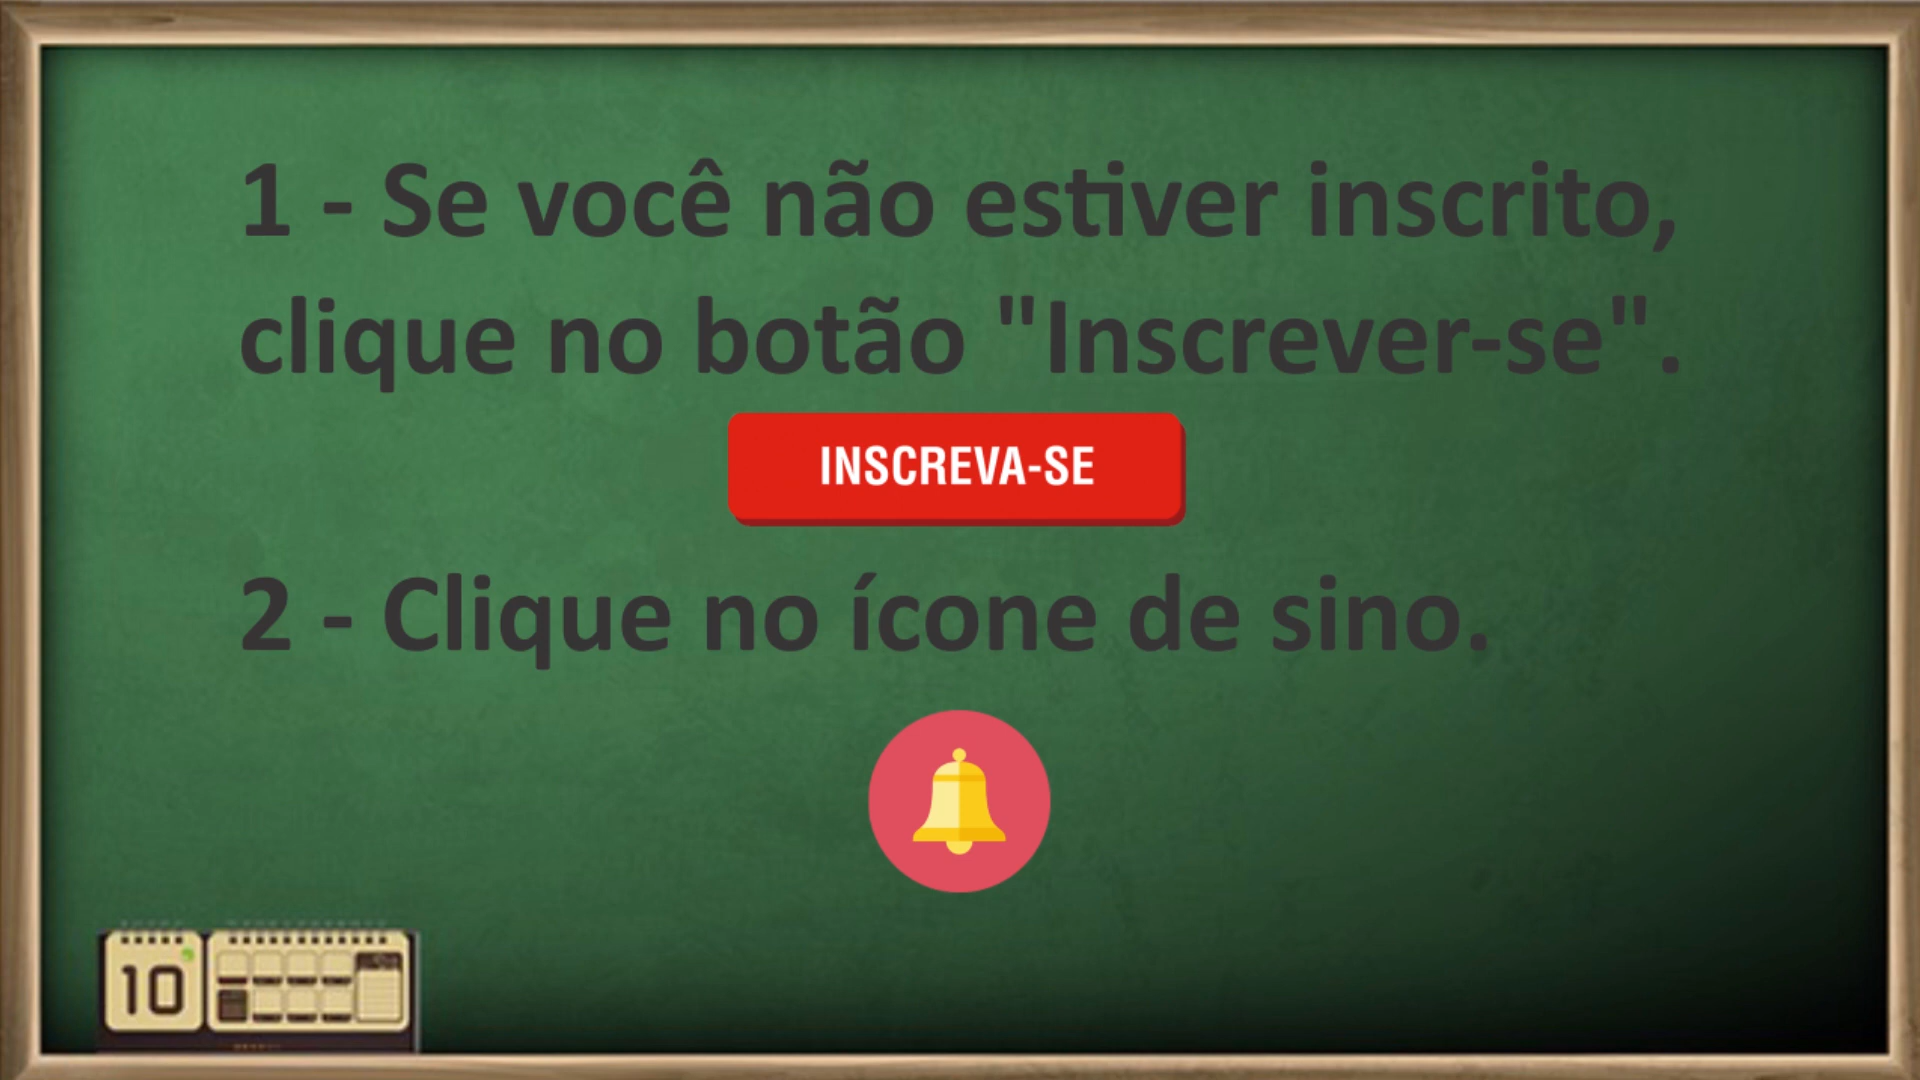 1 - Se você não estiver inscrito,
clique no botão "Inscrever-se".
INSCREVA-SE
2 - Clique no ícone de sino.
10